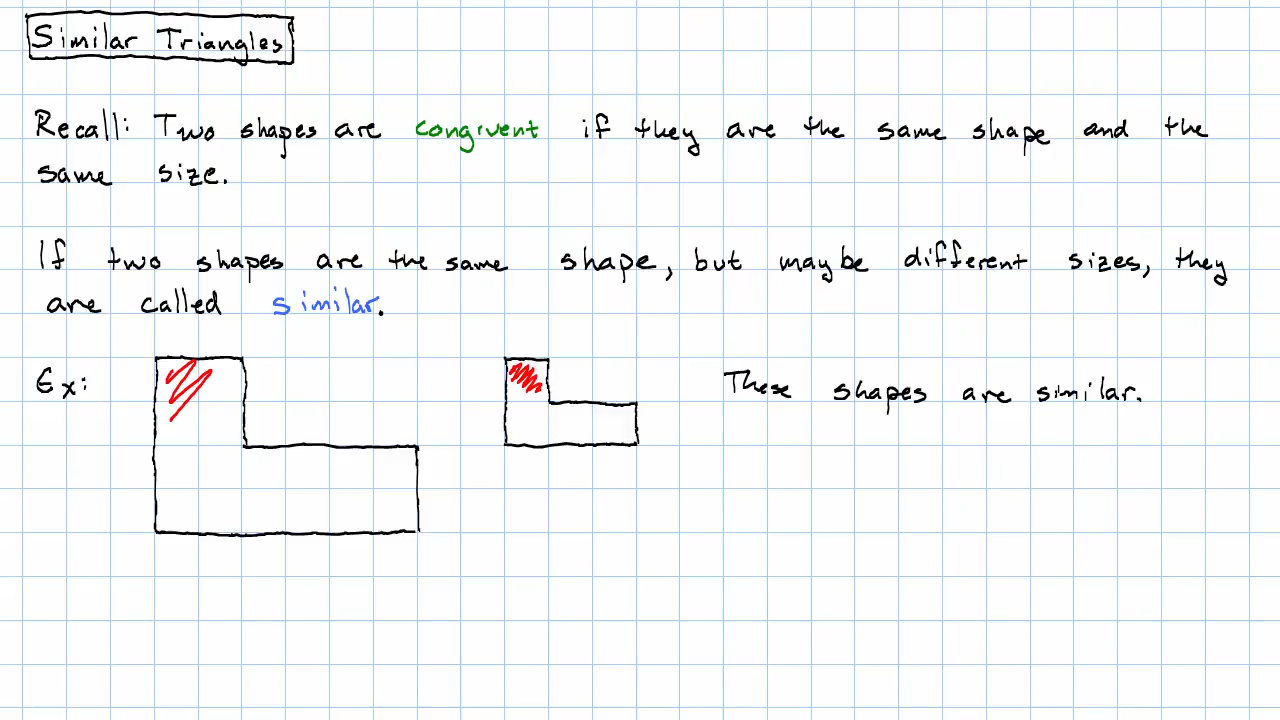 Similar Triangles
Recall: Two shapes are congruent if they are the same shape and the
same size.
If two shapes are the same shape, but maybe different sizes, they
are called similar.
Ex:
These shapes are similar.